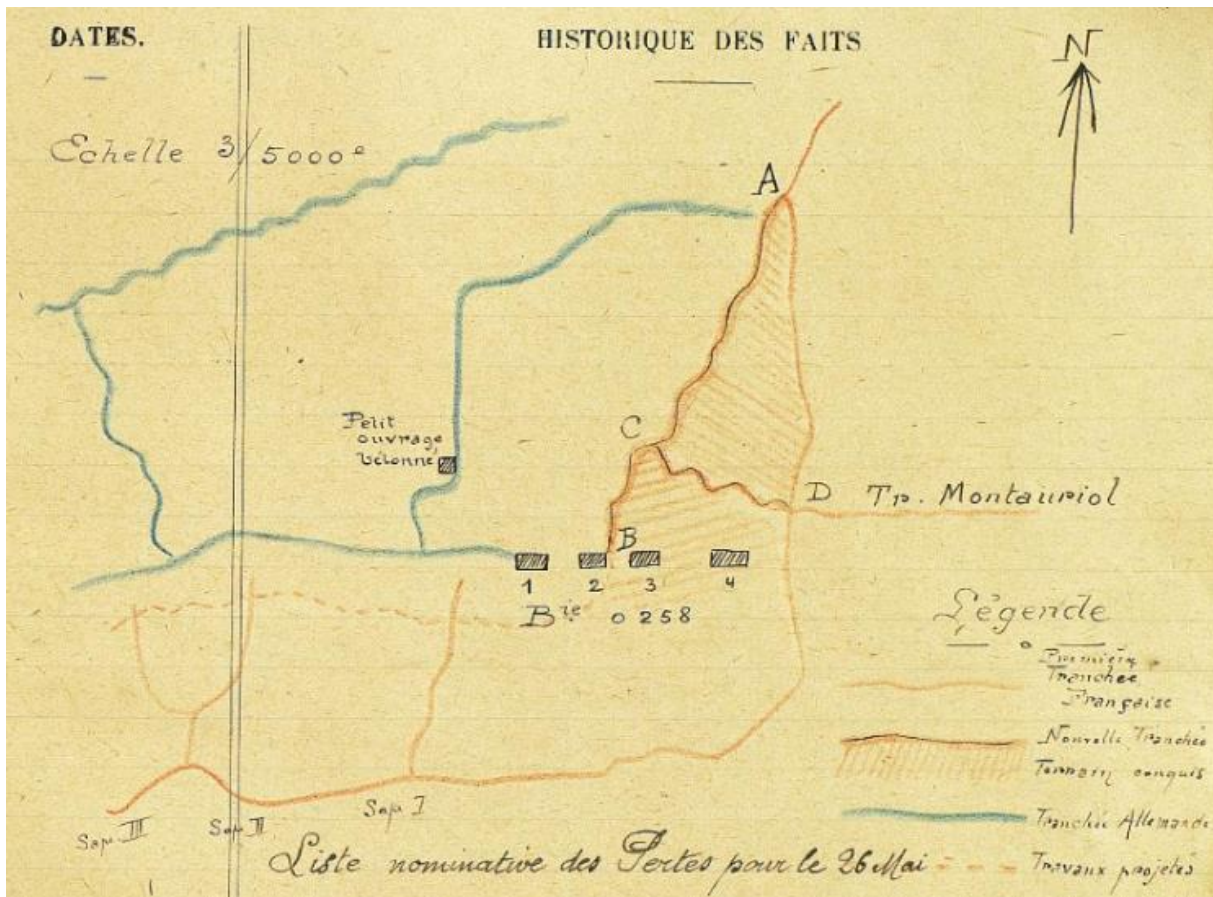 DATES.
HISTORIQUE DES FAITS
N
Echelle 3/5000e
A
Petit
ouvrage
bétonné
C
D Tr. Montauriol
B
1 2 3 4
Bie 0258
Légende
Première
Tranchée
Française
Nouvelle Tranchée
Terrain conquis
Tranchée Allemande
Travaux projetés
Sap. III
Sap. II
Sap. I
Liste nominative des Pertes pour le 26 Mai